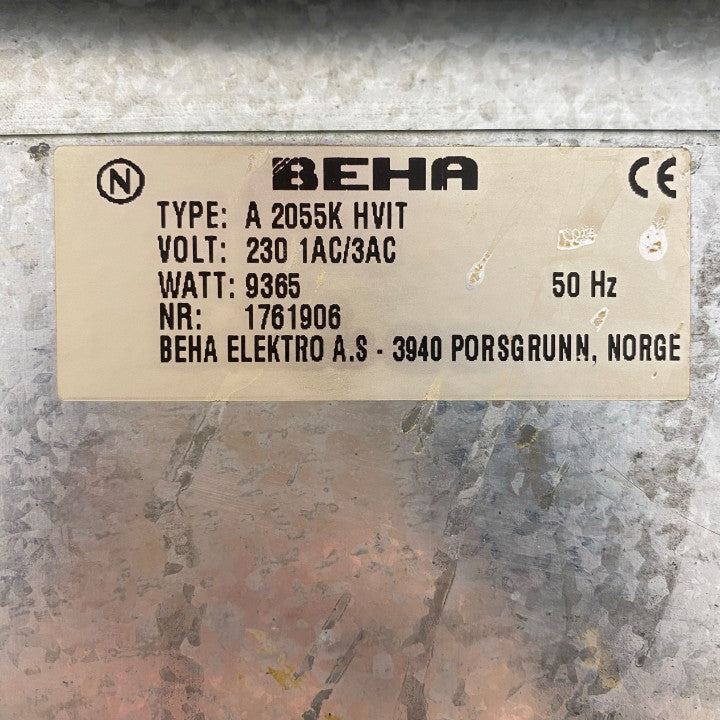 N BEHA CE
TYPE: A 2055K HVIT
VOLT: 230 1AC/3AC
WATT: 9365 50 Hz
NR: 1761906
BEHA ELEKTRO A.S - 3940 PORSGRUNN, NORGE